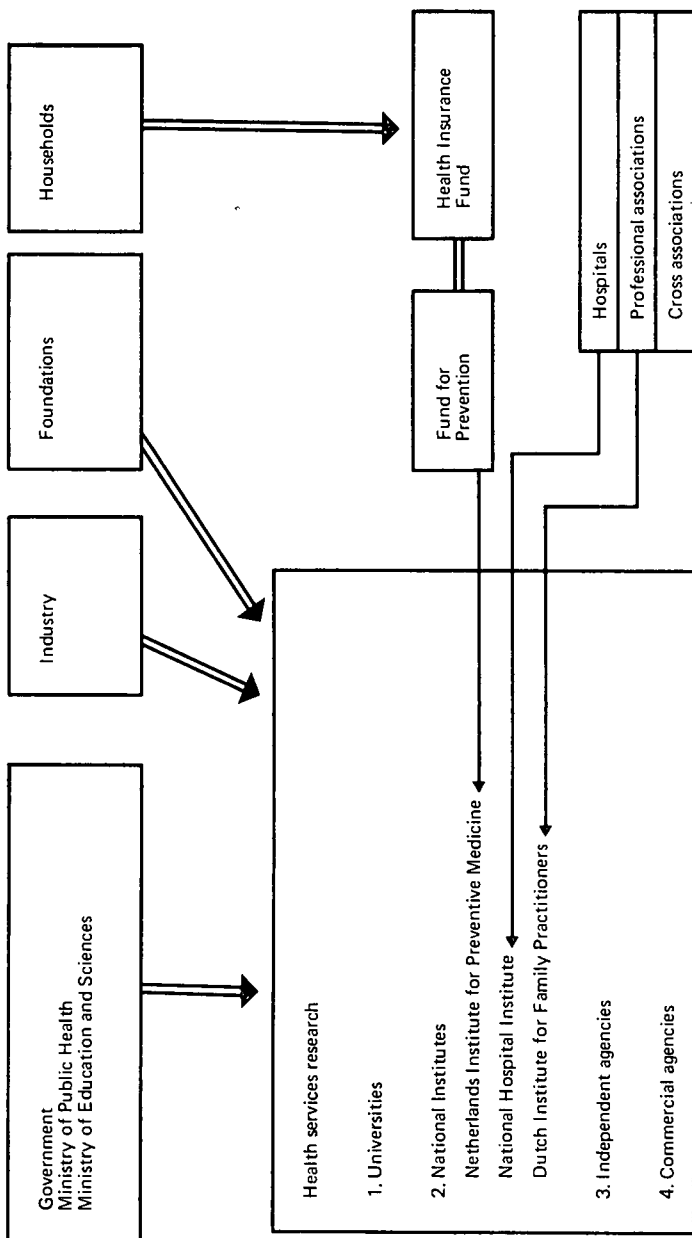 Government
Ministry of Public Health
Ministry of Education and Sciences
Industry
Foundations
Households
Health services research
1. Universities
2. National Institutes
Netherlands Institute for Preventive Medicine
National Hospital Institute
Dutch Institute for Family Practitioners
3. Independent agencies
4. Commercial agencies
Fund for
Prevention
Health Insurance
Fund
Hospitals
Professional associations
Cross associations